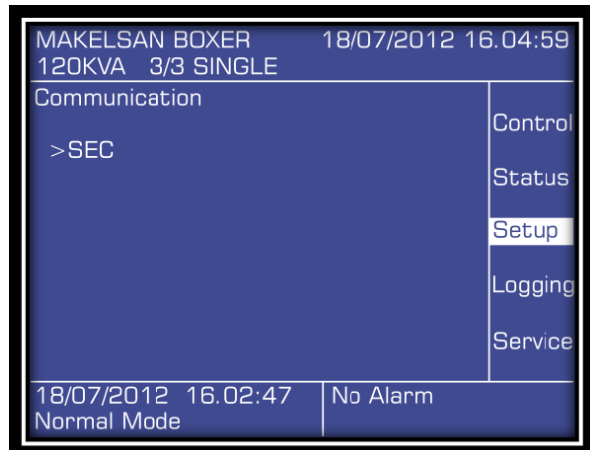 MAKELSAN BOXER 18/07/2012 16.04:59
120KVA 3/3 SINGLE
Communication
>SEC
Control
Status
Setup
Logging
Service
18/07/2012 16.02:47 No Alarm
Normal Mode